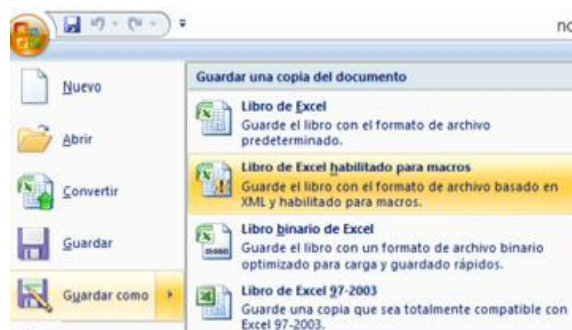 no
Nuevo
Abrir
Convertir
Guardar
Guardar como
Guardar una copia del documento
Libro de Excel
Guarde el libro con el formato de archivo
predeterminado.
Libro de Excel habilitado para macros
Guarde el libro con el formato de archivo basado en
XML y habilitado para macros.
Libro binario de Excel
Guarde el libro con un formato de archivo binario
optimizado para carga y guardado rápidos.
Libro de Excel 97-2003
Guarde una copia que sea totalmente compatible con
Excel 97-2003.